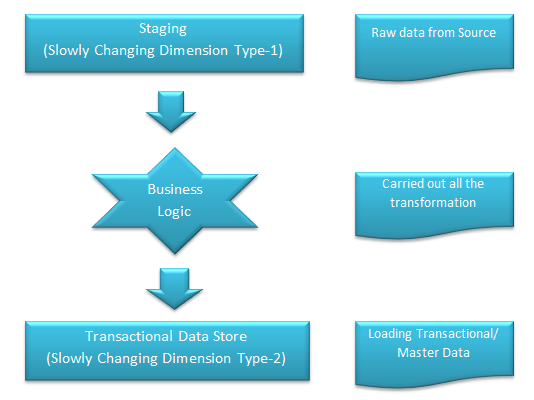 Staging
(Slowly Changing Dimension Type-1)
Raw data from Source
Business
Logic
Carried out all the
transformation
Transactional Data Store
(Slowly Changing Dimension Type-2)
Loading Transactional/
Master Data